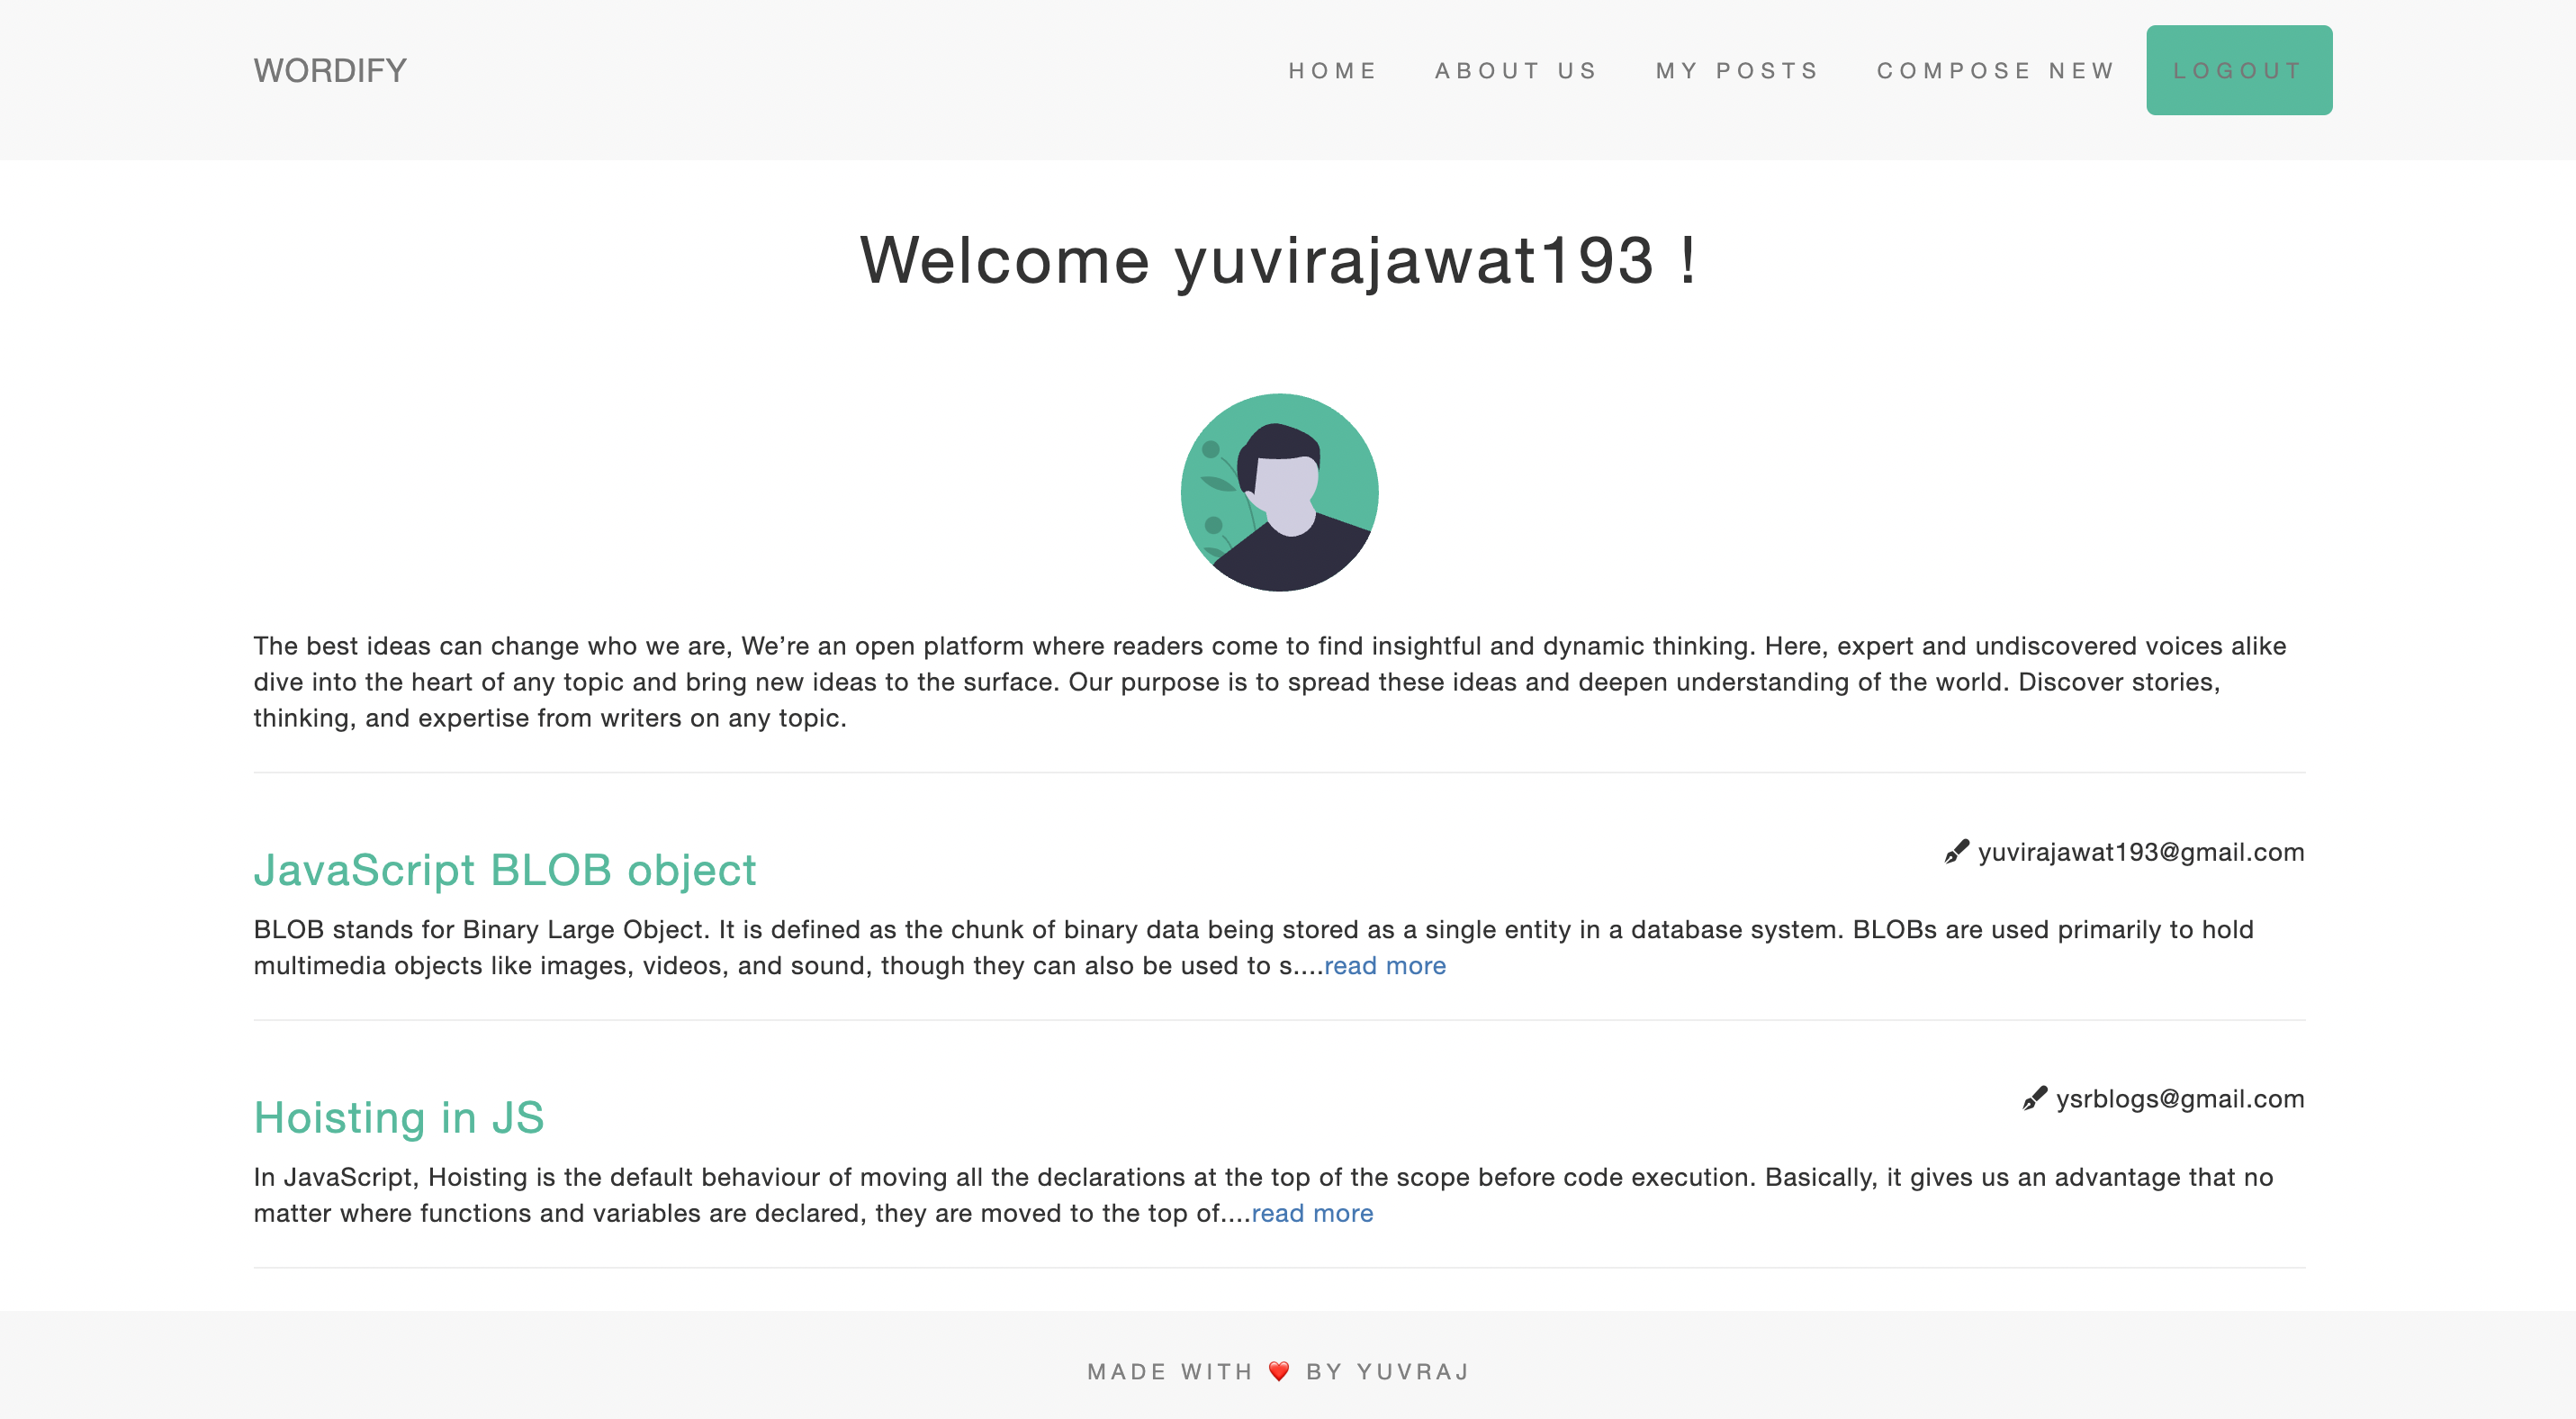 WORDIFY
HOME ABOUT US MY POSTS COMPOSE NEW LOGOUT
Welcome yuvirajawat193 !
The best ideas can change who we are, We’re an open platform where readers come to find insightful and dynamic thinking. Here, expert and undiscovered voices alike
dive into the heart of any topic and bring new ideas to the surface. Our purpose is to spread these ideas and deepen understanding of the world. Discover stories,
thinking, and expertise from writers on any topic.
yuvirajawat193@gmail.com
JavaScript BLOB object
BLOB stands for Binary Large Object. It is defined as the chunk of binary data being stored as a single entity in a database system. BLOBs are used primarily to hold
multimedia objects like images, videos, and sound, though they can also be used to s....read more
ysrblogs@gmail.com
Hoisting in JS
In JavaScript, Hoisting is the default behaviour of moving all the declarations at the top of the scope before code execution. Basically, it gives us an advantage that no
matter where functions and variables are declared, they are moved to the top of....read more
MADE WITH ❤️ BY YUVRAJ